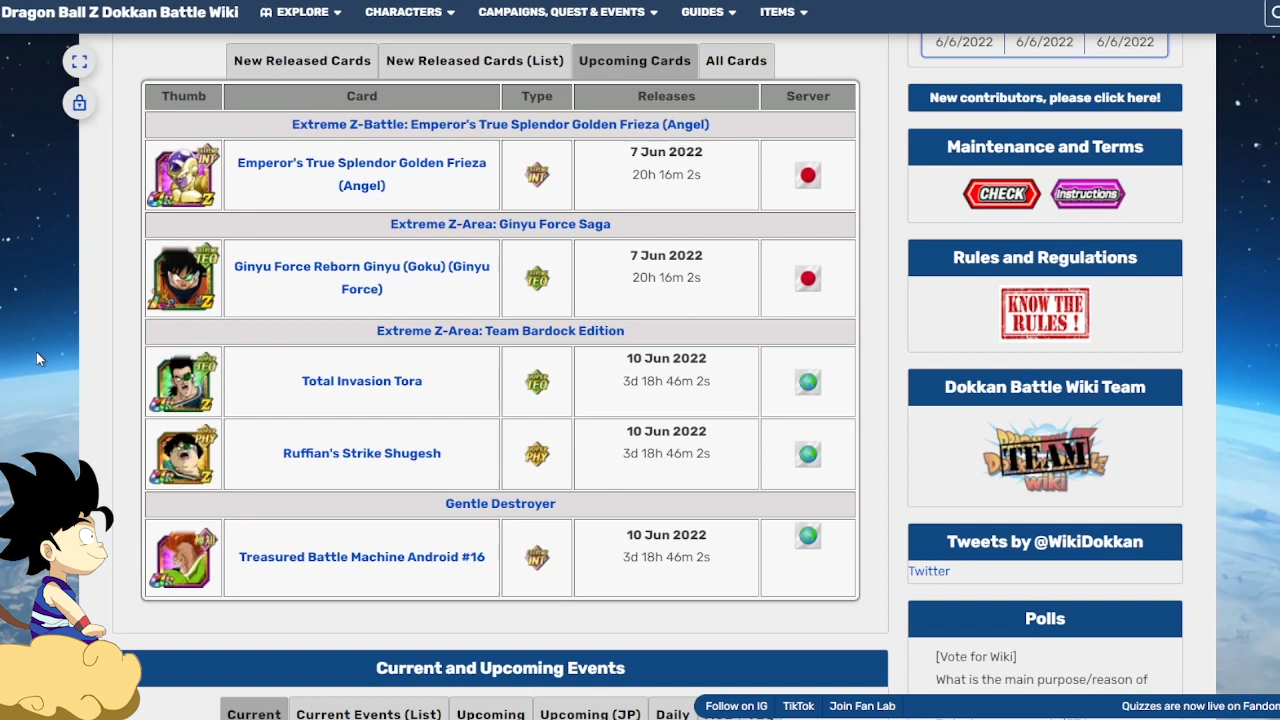 Dragon Ball Z Dokkan Battle Wiki
EXPLORE
CHARACTERS
CAMPAIGNS, QUEST & EVENTS
GUIDES
ITEMS
New Released Cards
New Released Cards (List)
Upcoming Cards
All Cards
Thumb
Card
Type
Releases
Server
Extreme Z-Battle: Emperor's True Splendor Golden Frieza (Angel)
Emperor's True Splendor Golden Frieza
(Angel)
7 Jun 2022
20h 16m 2s
Extreme Z-Area: Ginyu Force Saga
Ginyu Force Reborn Ginyu (Goku) (Ginyu
Force)
7 Jun 2022
20h 16m 2s
Extreme Z-Area: Team Bardock Edition
Total Invasion Tora
10 Jun 2022
3d 18h 46m 2s
Ruffian's Strike Shugesh
10 Jun 2022
3d 18h 46m 2s
Gentle Destroyer
Treasured Battle Machine Android #16
10 Jun 2022
3d 18h 46m 2s
Current and Upcoming Events
Current
Current Events (List)
Upcoming
Upcoming (JP)
Daily
6/6/2022
6/6/2022
6/6/2022
New contributors, please click here!
Maintenance and Terms
CHECK
Instructions
Rules and Regulations
KNOW THE
RULES !
Dokkan Battle Wiki Team
TEAM
Wiki
Tweets by @WikiDokkan
Twitter
Polls
[Vote for Wiki]
What is the main purpose/reason of
Follow on IG
TikTok
Join Fan Lab
Quizzes are now live on Fandon